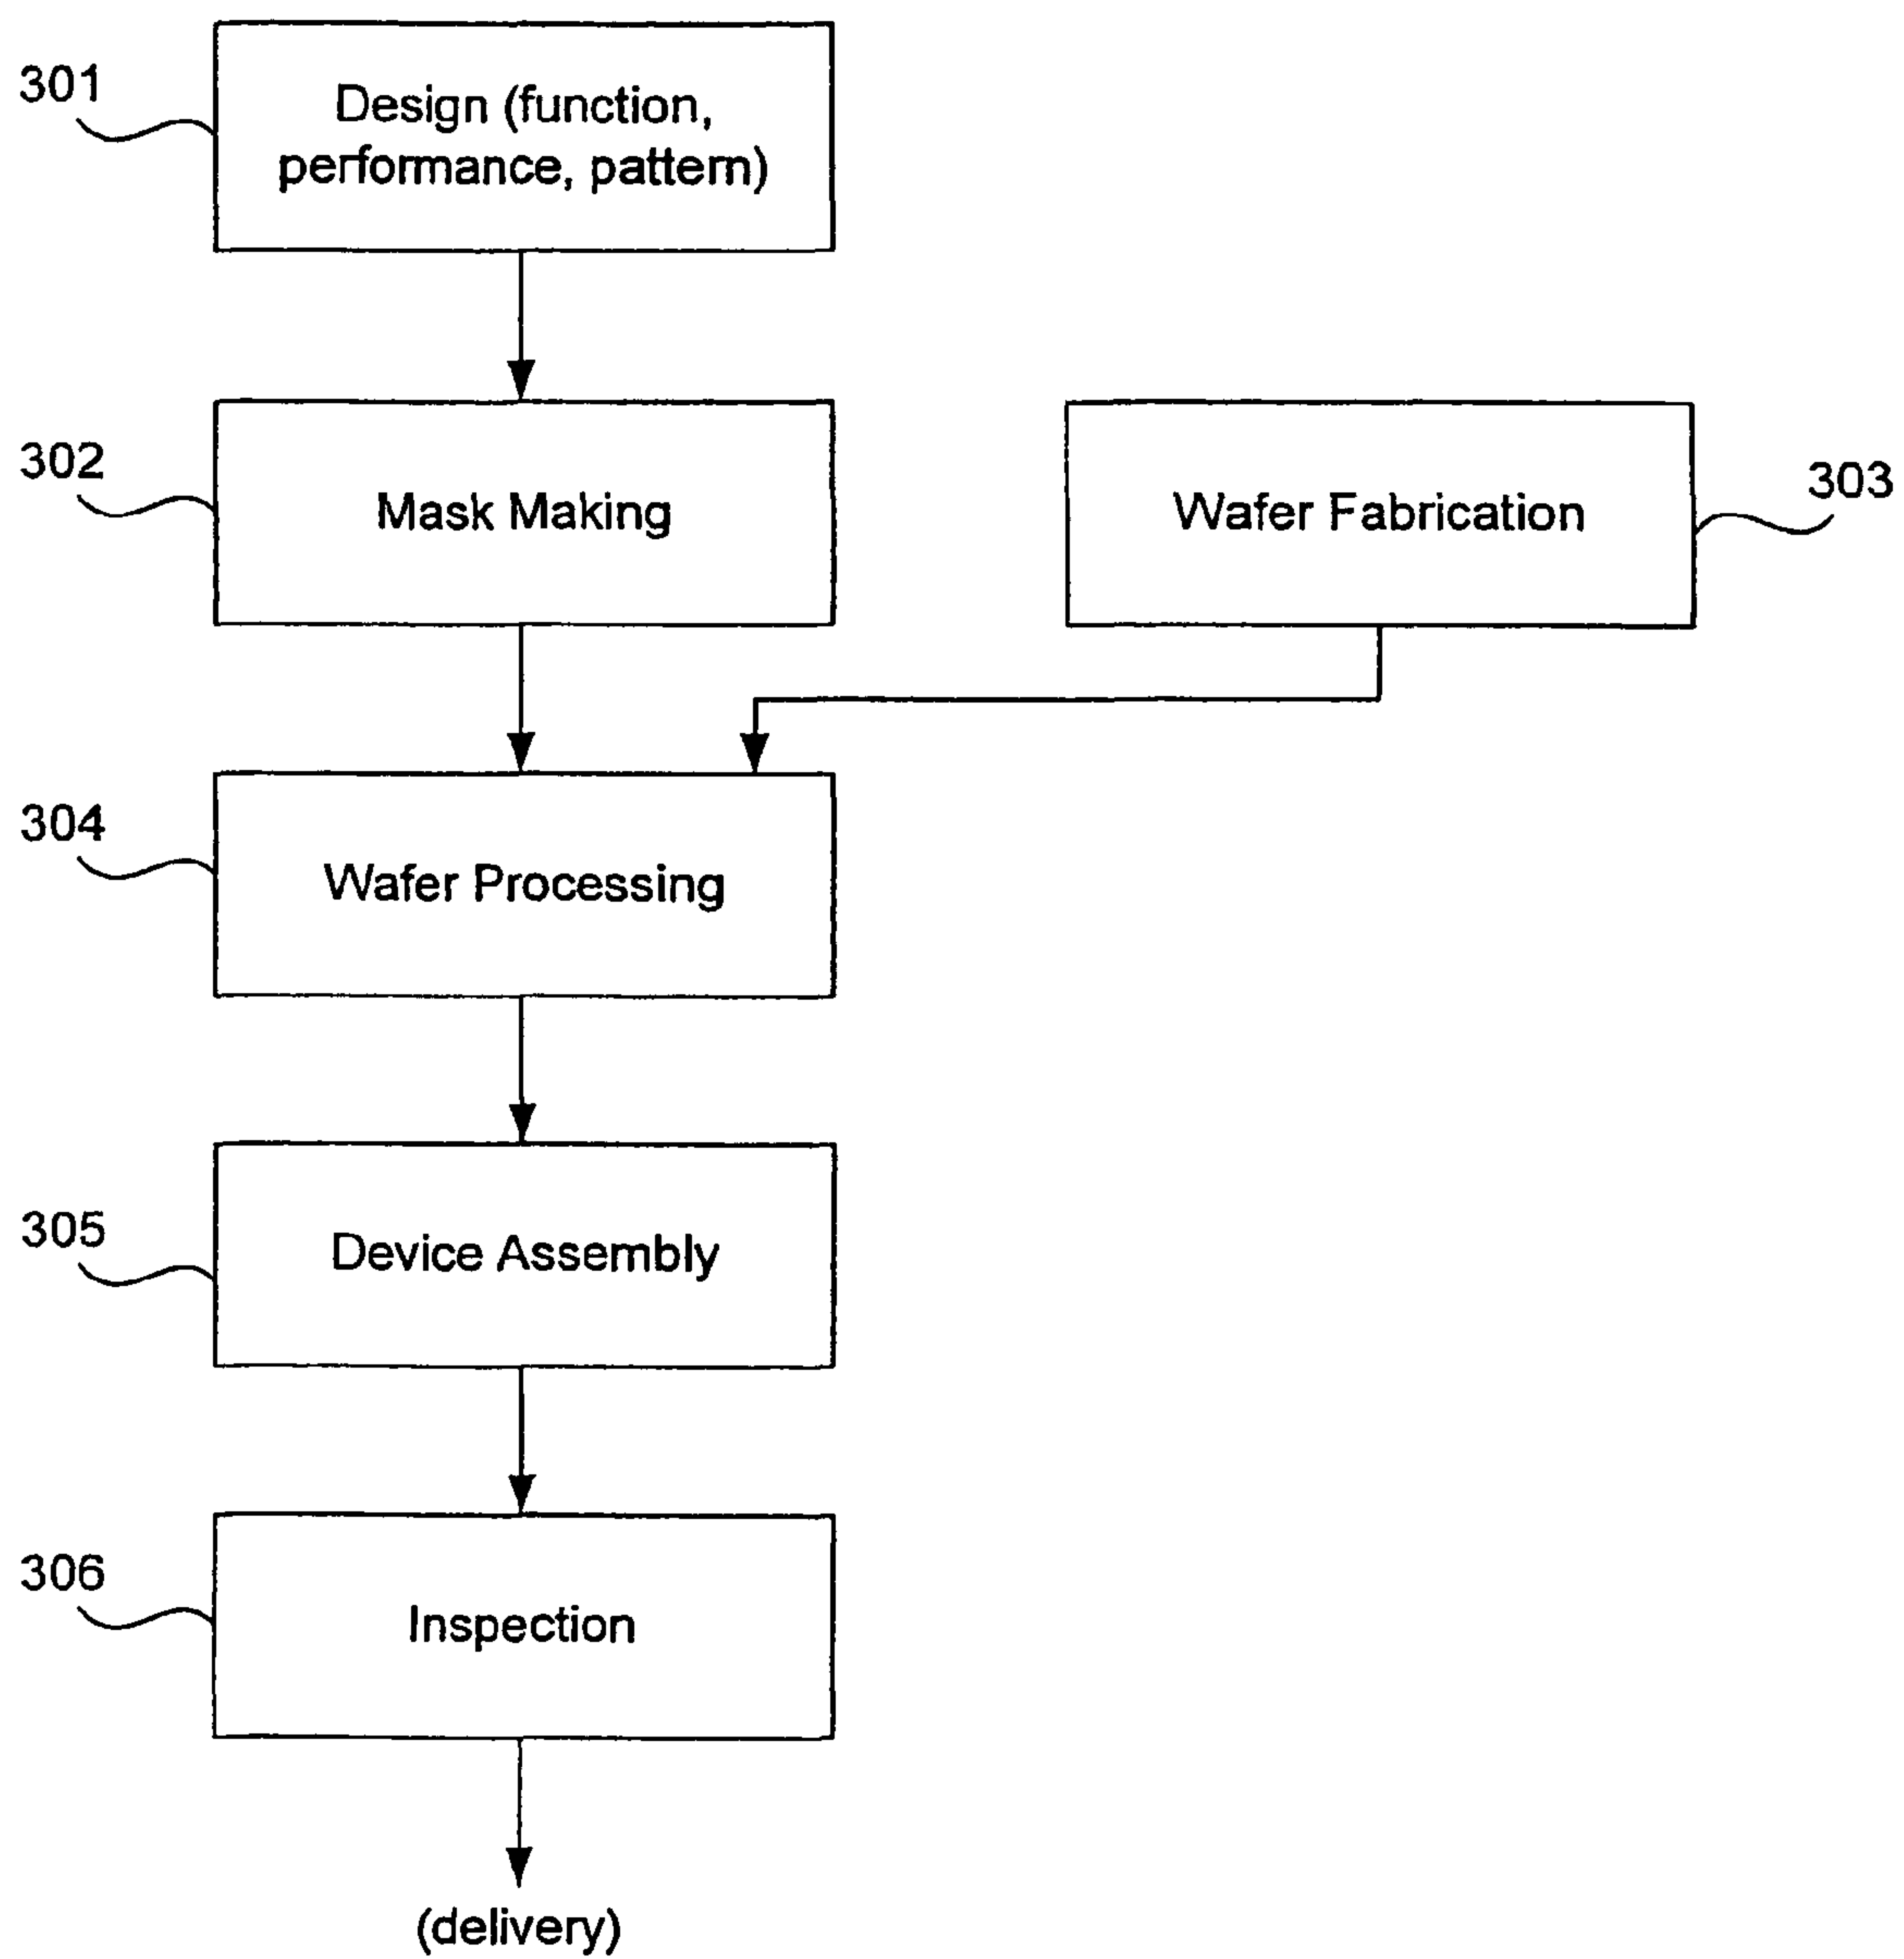 301
Design (function,
performance, pattern)
302
Mask Making
Wafer Fabrication
303
304
Wafer Processing
305
Device Assembly
306
Inspection
(delivery)